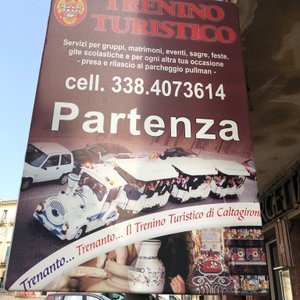 TRENINO
TURISTICO
Servizi per gruppi, matrimoni, eventi, sagre, feste,
gite scolastiche e per ogni altra tua occasione
- presa e rilascio al parcheggio pullman -
cell. 338.4073614
Partenza
Trenanto... Trenanto... Il Trenino Turistico di Caltagirone